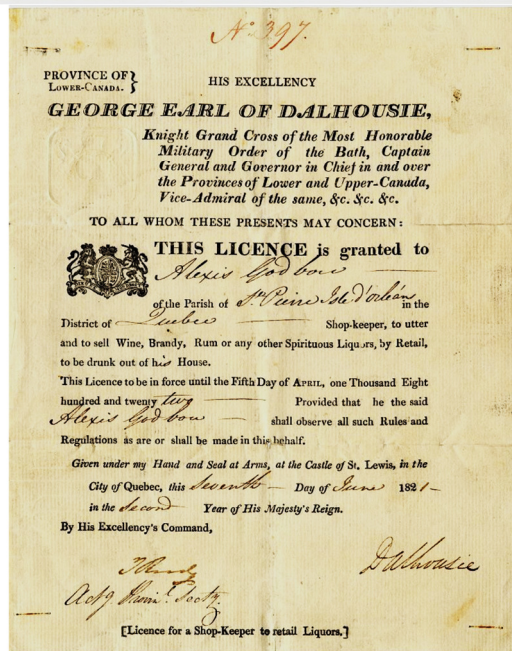 No 397.
PROVINCE OF }
LOWER-CANADA.
HIS EXCELLENCY
GEORGE EARL OF DALHOUSIE,
Knight Grand Cross of the Most Honorable
Military Order of the Bath, Captain
General and Governor in Chief in and over
the Provinces of Lower and Upper-Canada,
Vice-Admiral of the same, &c. &c. &c.
TO ALL WHOM THESE PRESENTS MAY CONCERN:
THIS LICENCE is granted to
Alexis Godbou
of the Parish of St. Pierre Isle d'orléan in the
District of Quebec Shop-keeper, to utter
and to sell Wine, Brandy, Rum or any other Spirituous Liquors, by Retail,
to be drunk out of his House.
This Licence to be in force until the Fifth Day of APRIL, one Thousand Eight
hundred and twenty two Provided that he the said
Alexis Godbou shall observe all such Rules and
Regulations as are or shall be made in this behalf.
Given under my Hand and Seal at Arms, at the Castle of St. Lewis, in the
City of Quebec, this Seventh Day of June 1821
in the Second Year of His Majesty's Reign.
By His Excellency's Command,
Dalhousie
Actg Provin.l Secty.
[Licence for a Shop-Keeper to retail Liquors.]